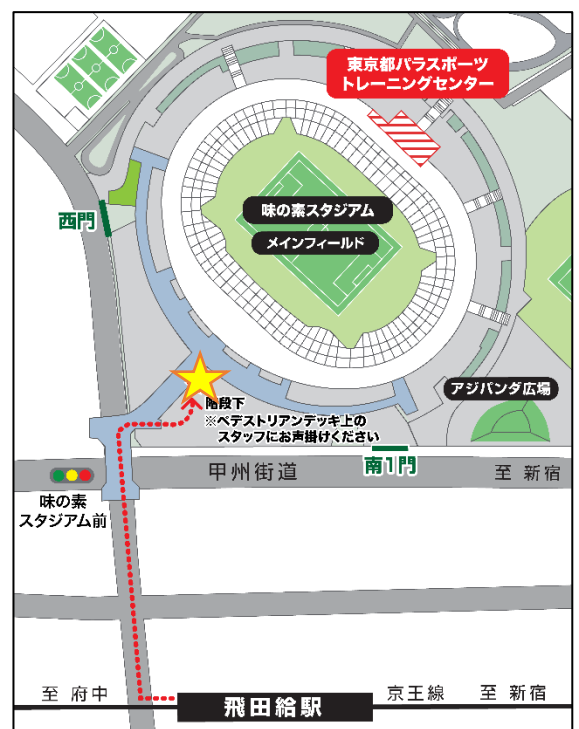 東京都パラスポーツ
トレーニングセンター
味の素スタジアム
メインフィールド
西門
アジパンダ広場
階段下
※ペデストリアンデッキ上の
スタッフにお声掛けください
南1門
甲州街道
至 新宿
味の素
スタジアム前
至 府中
飛田給駅
京王線
至 新宿